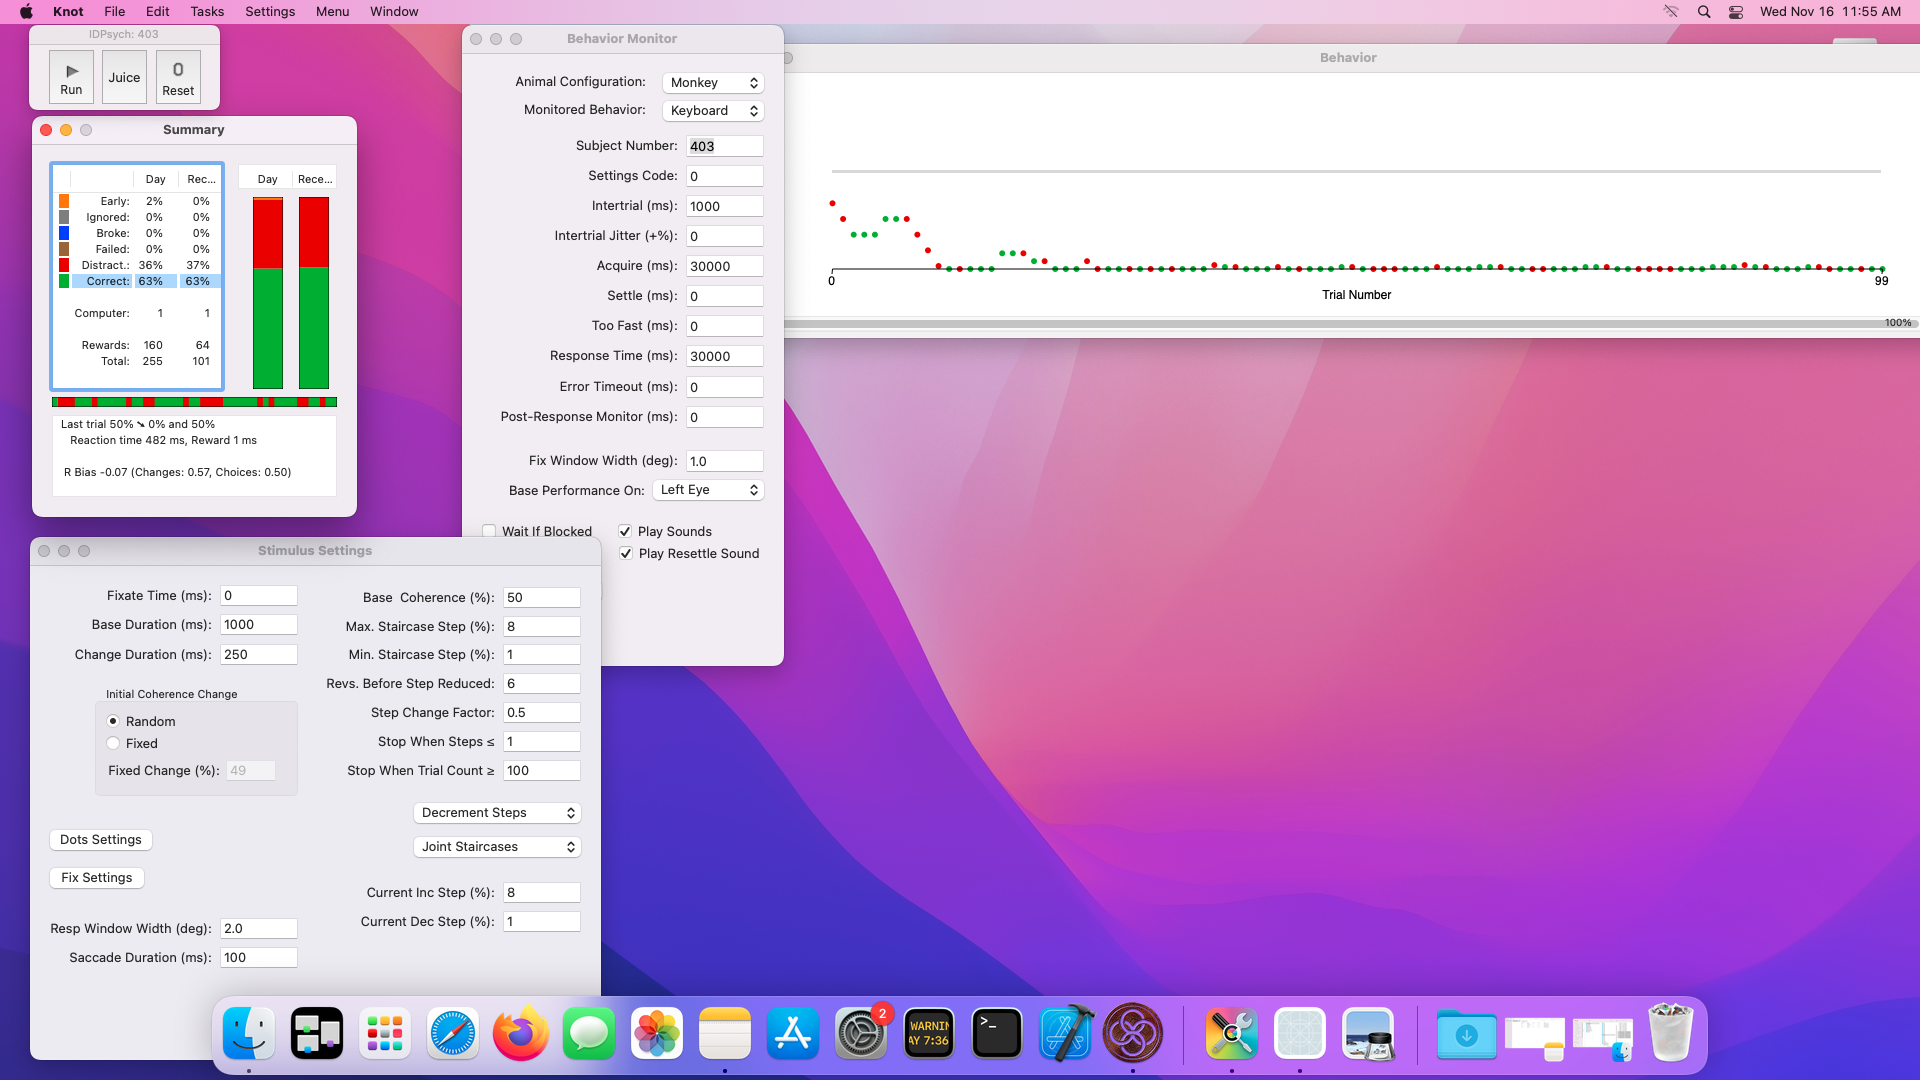 Knot File Edit Tasks Settings Menu Window
Wed Nov 16 11:55 AM
IDPsych: 403
Run
Juice
0
Reset
Summary
Day Rec...
Early: 2% 0%
Ignored: 0% 0%
Broke: 0% 0%
Failed: 0% 0%
Distract.: 36% 37%
Correct: 63% 63%
Computer: 1 1
Rewards: 160 64
Total: 255 101
Day Rece...
Last trial 50% ➘ 0% and 50%
Reaction time 482 ms, Reward 1 ms
R Bias -0.07 (Changes: 0.57, Choices: 0.50)
Behavior Monitor
Animal Configuration: Monkey
Monitored Behavior: Keyboard
Subject Number: 403
Settings Code: 0
Intertrial (ms): 1000
Intertrial Jitter (+%): 0
Acquire (ms): 30000
Settle (ms): 0
Too Fast (ms): 0
Response Time (ms): 30000
Error Timeout (ms): 0
Post-Response Monitor (ms): 0
Fix Window Width (deg): 1.0
Base Performance On: Left Eye
Wait If Blocked
Play Sounds
Play Resettle Sound
Behavior
0
99
Trial Number
100%
Stimulus Settings
Fixate Time (ms): 0
Base Duration (ms): 1000
Change Duration (ms): 250
Initial Coherence Change
Random
Fixed
Fixed Change (%): 49
Dots Settings
Fix Settings
Resp Window Width (deg): 2.0
Saccade Duration (ms): 100
Base Coherence (%): 50
Max. Staircase Step (%): 8
Min. Staircase Step (%): 1
Revs. Before Step Reduced: 6
Step Change Factor: 0.5
Stop When Steps ≤ 1
Stop When Trial Count ≥ 100
Decrement Steps
Joint Staircases
Current Inc Step (%): 8
Current Dec Step (%): 1
2
WARNIN
AY 7:36
>_